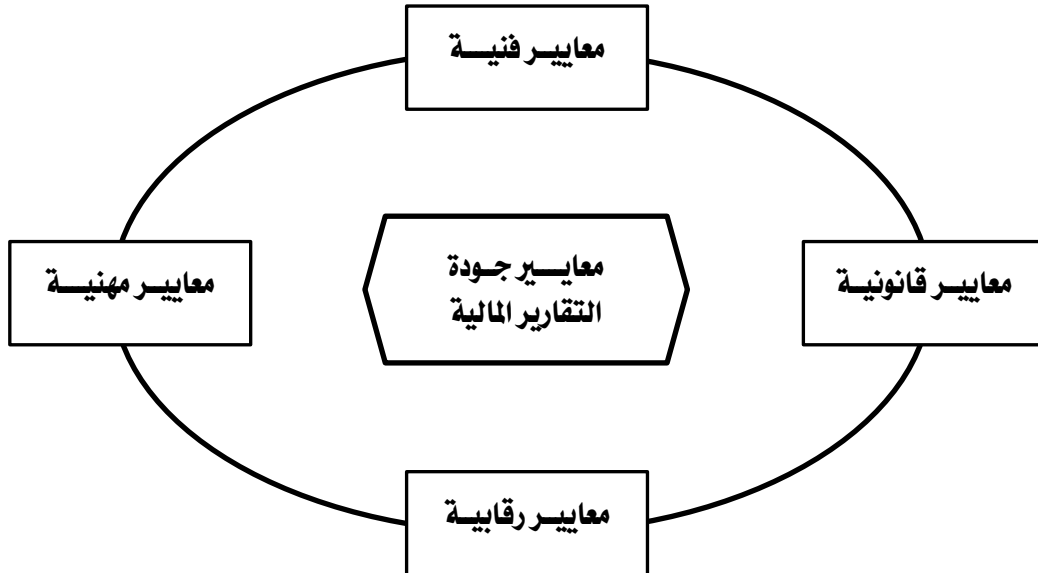 معايير فنية
معايير قانونية
معايير جودة
التقارير المالية
معايير مهنية
معايير رقابية